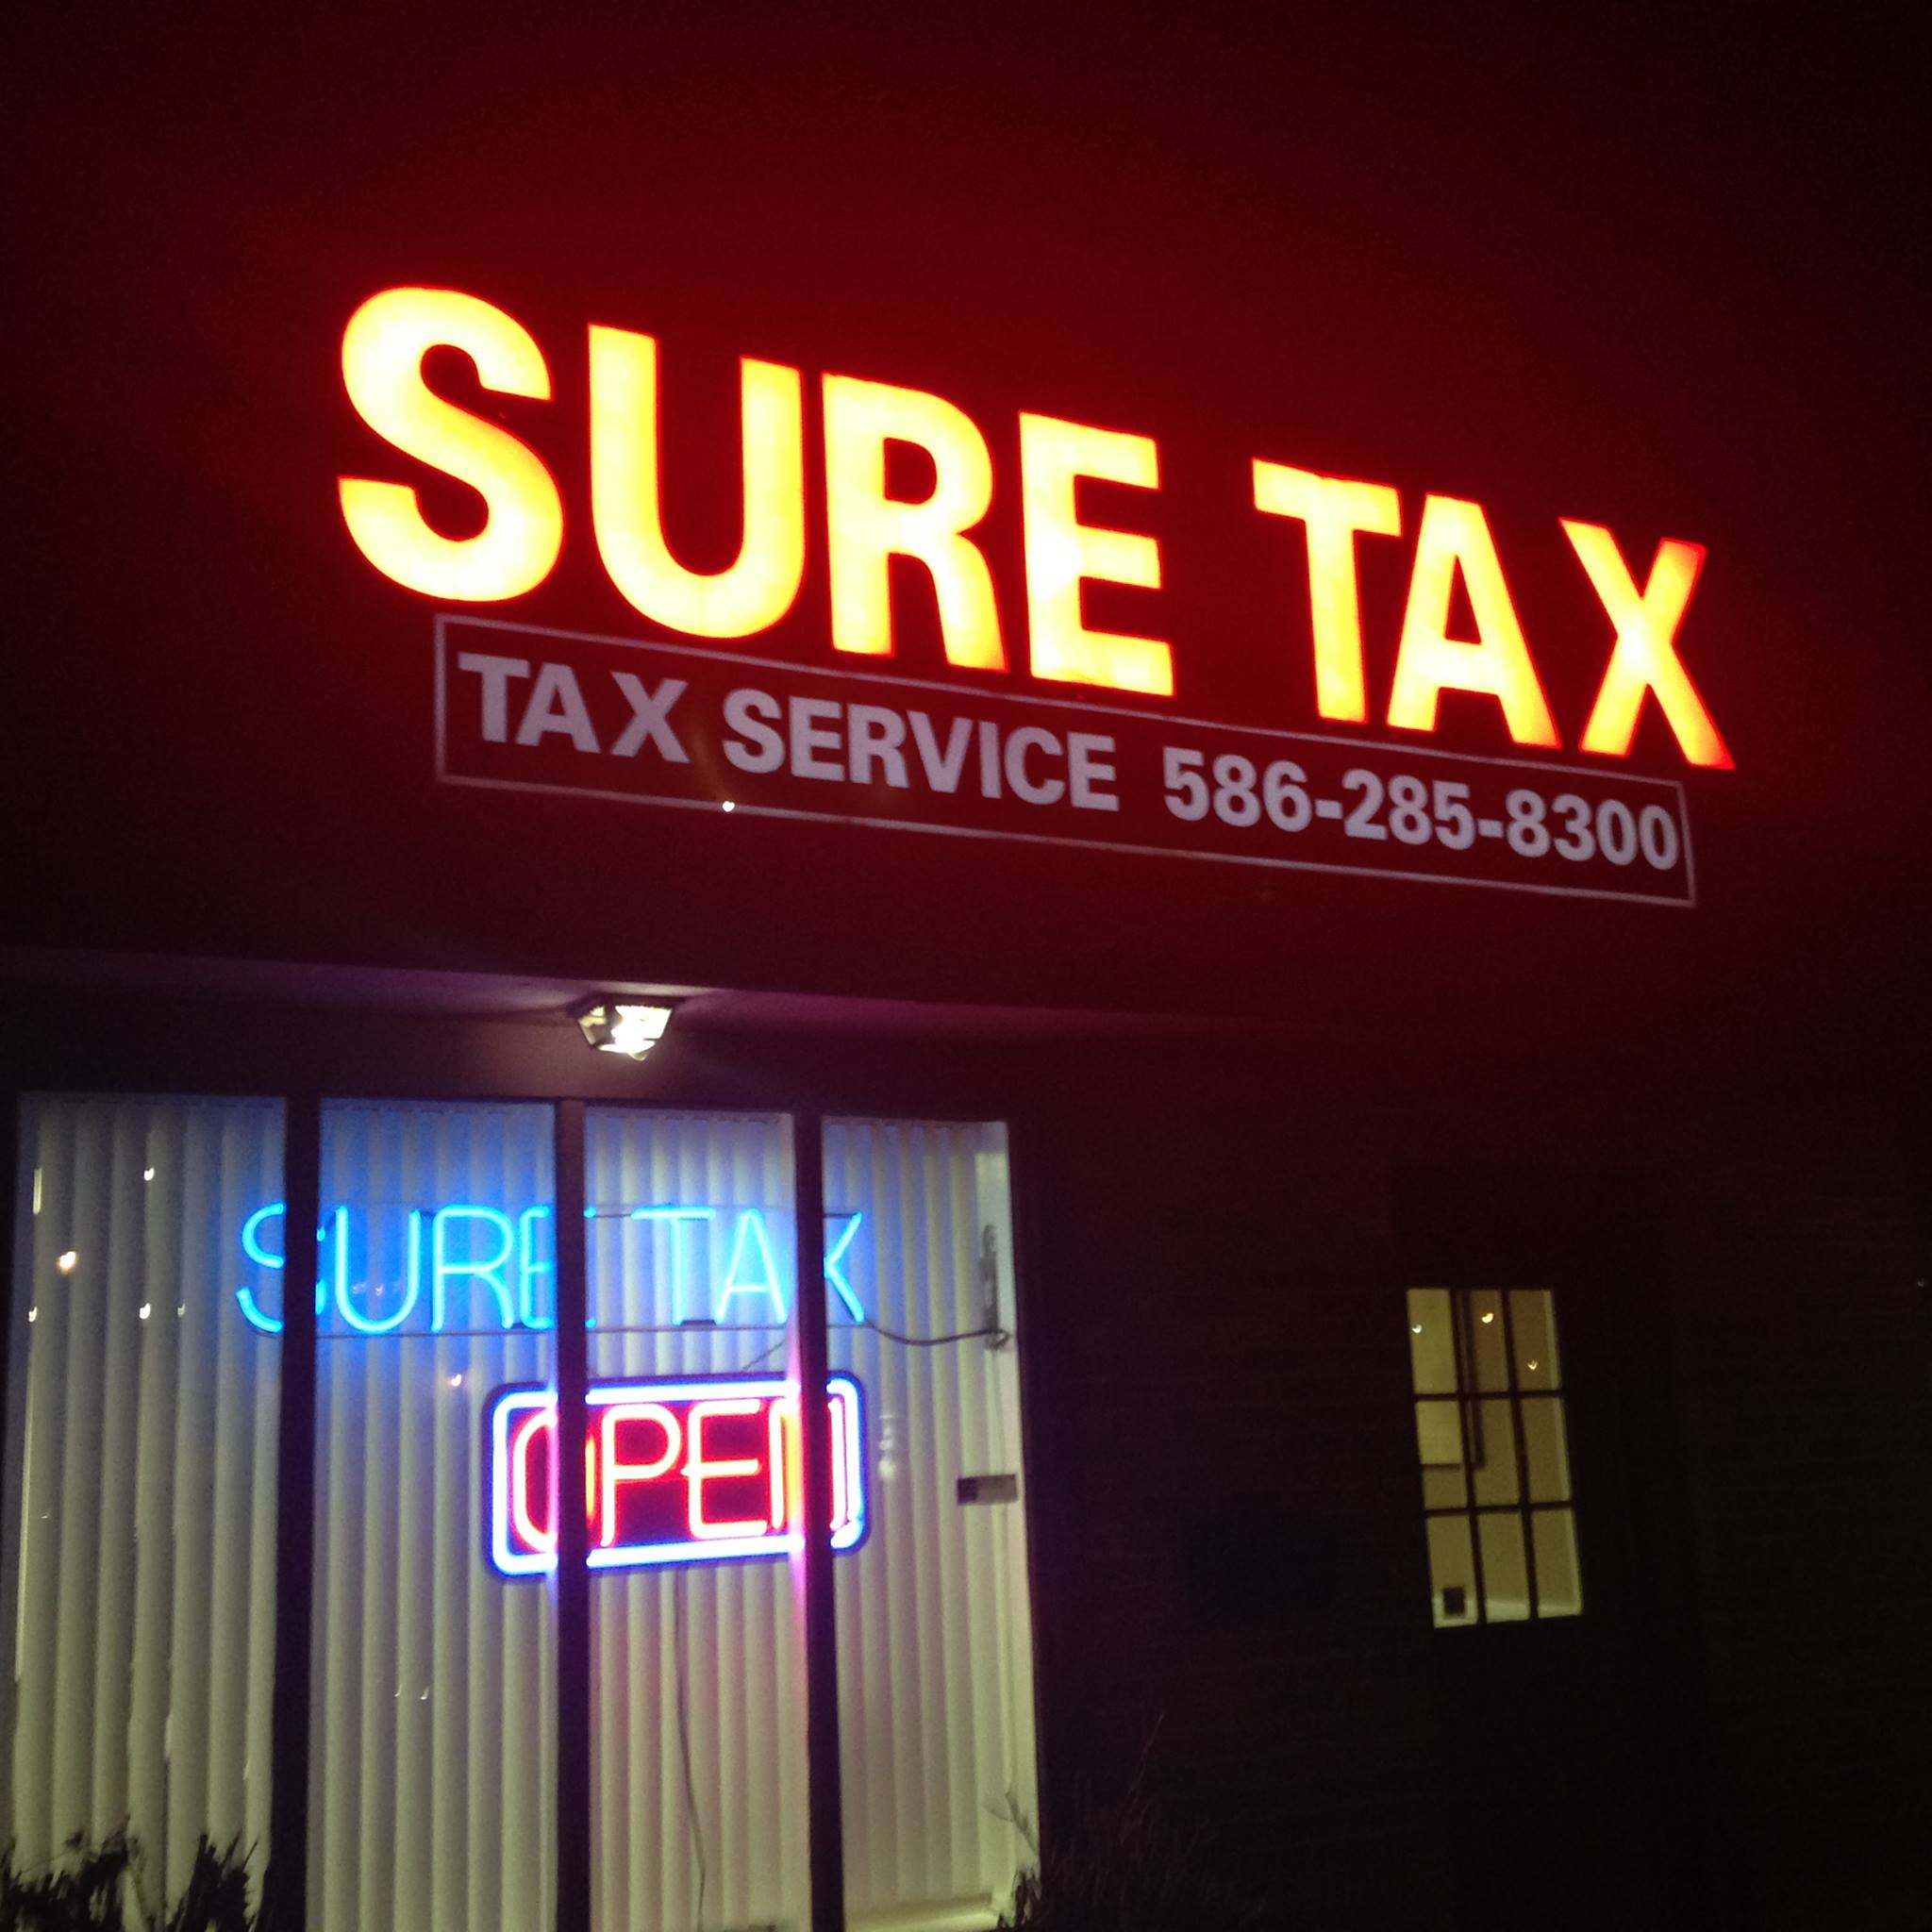 SURE TAX
TAX SERVICE 586-285-8300
SURE TAX
OPEN